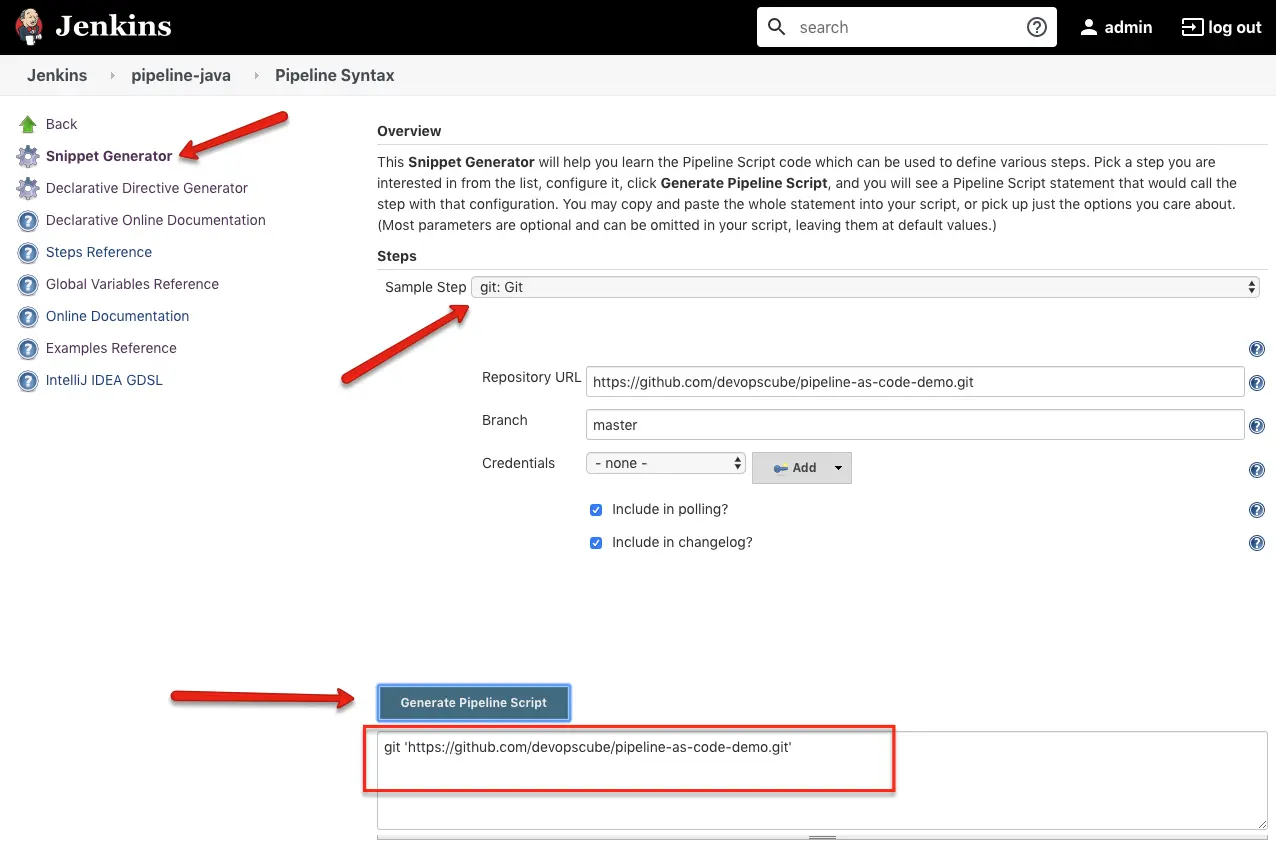 Jenkins
search
admin
log out
Jenkins
pipeline-java
Pipeline Syntax
Back
Snippet Generator
Declarative Directive Generator
Declarative Online Documentation
Steps Reference
Global Variables Reference
Online Documentation
Examples Reference
IntelliJ IDEA GDSL
Overview
This Snippet Generator will help you learn the Pipeline Script code which can be used to define various steps. Pick a step you are
interested in from the list, configure it, click Generate Pipeline Script, and you will see a Pipeline Script statement that would call the
step with that configuration. You may copy and paste the whole statement into your script, or pick up just the options you care about.
(Most parameters are optional and can be omitted in your script, leaving them at default values.)
Steps
Sample Step git: Git
Repository URL https://github.com/devopscube/pipeline-as-code-demo.git
Branch master
Credentials - none - Add
Include in polling?
Include in changelog?
Generate Pipeline Script
git 'https://github.com/devopscube/pipeline-as-code-demo.git'